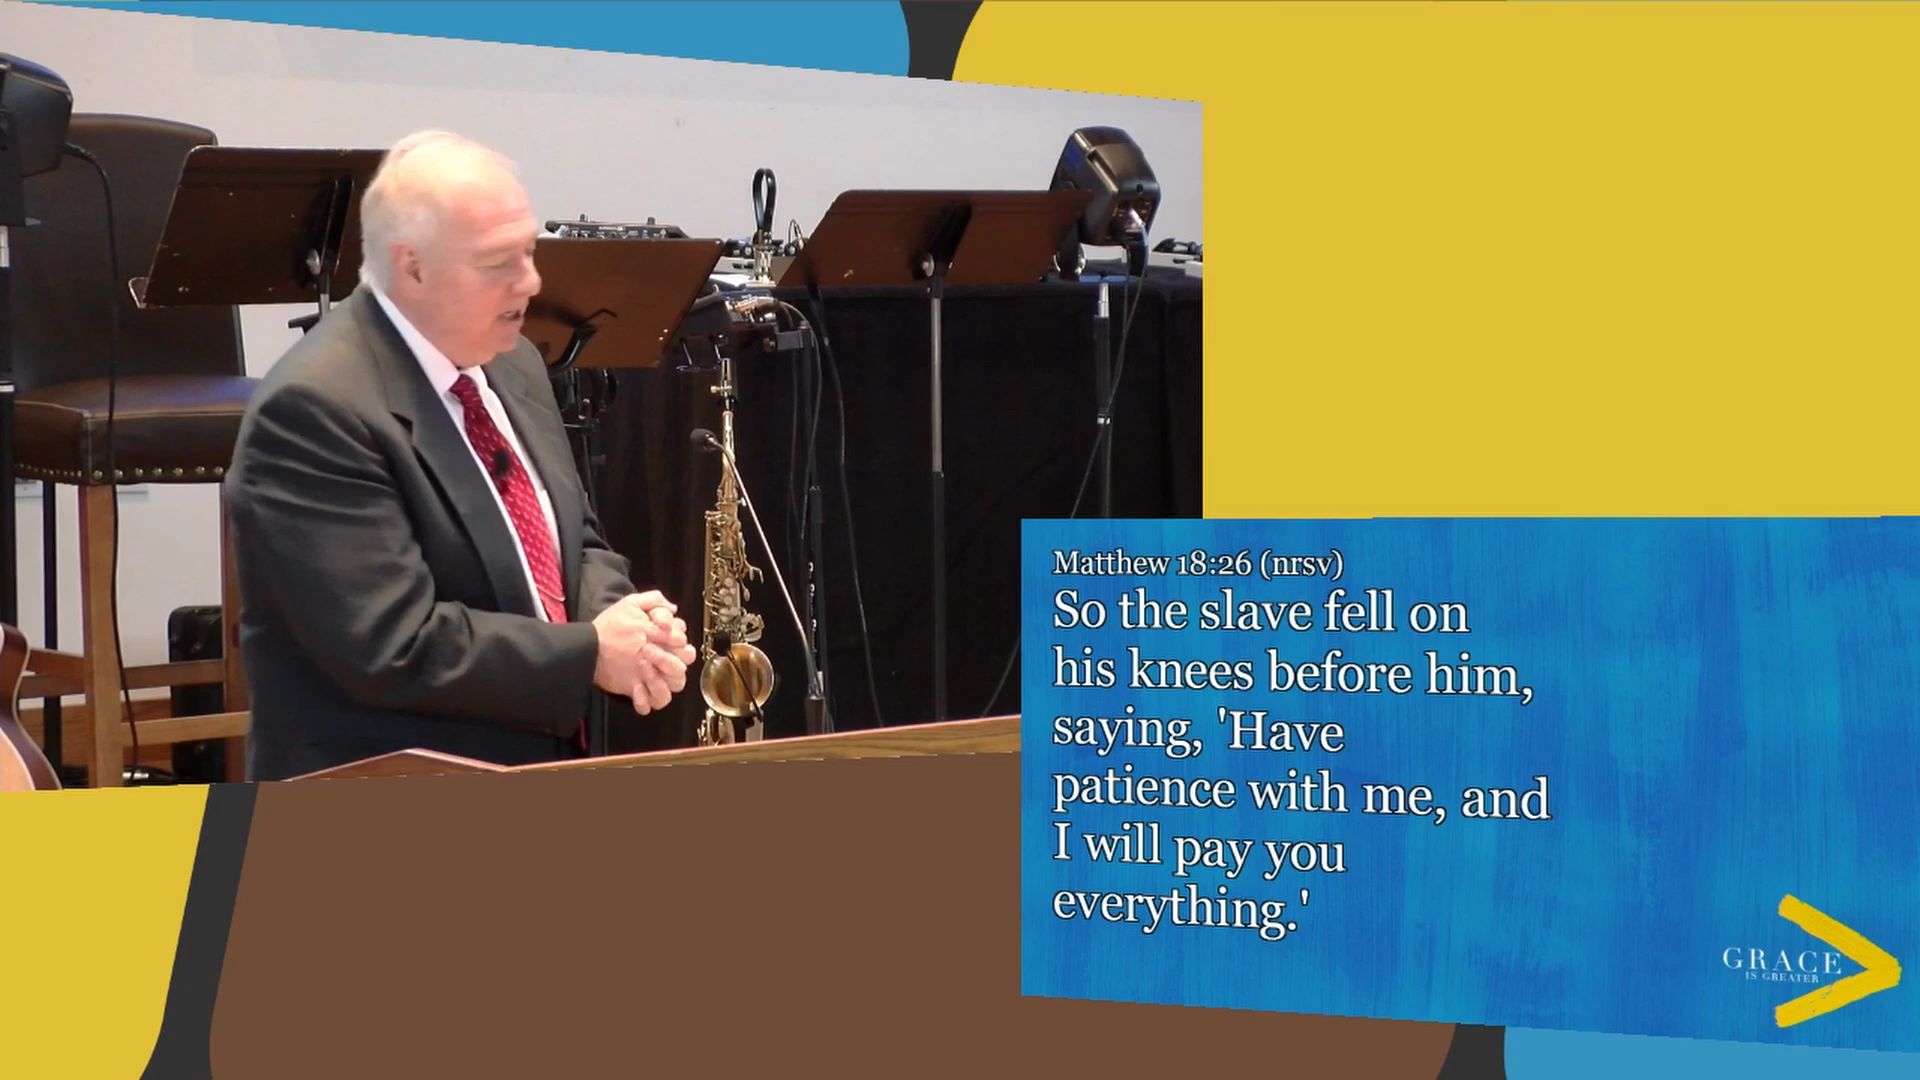 Matthew 18:26 (nrsv)
So the slave fell on
his knees before him,
saying, 'Have
patience with me, and
I will pay you
everything.'
GRACE
IS GREATER